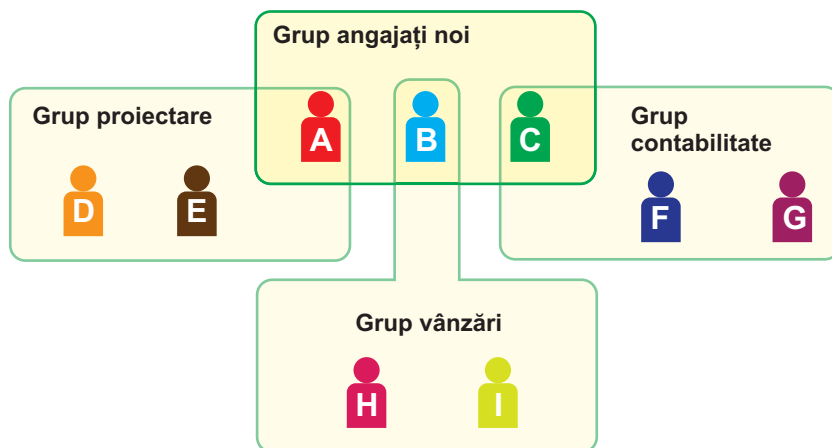 Grup angajați noi
Grup proiectare
A
B
C
Grup
contabilitate
D
E
F
G
Grup vânzări
H
I